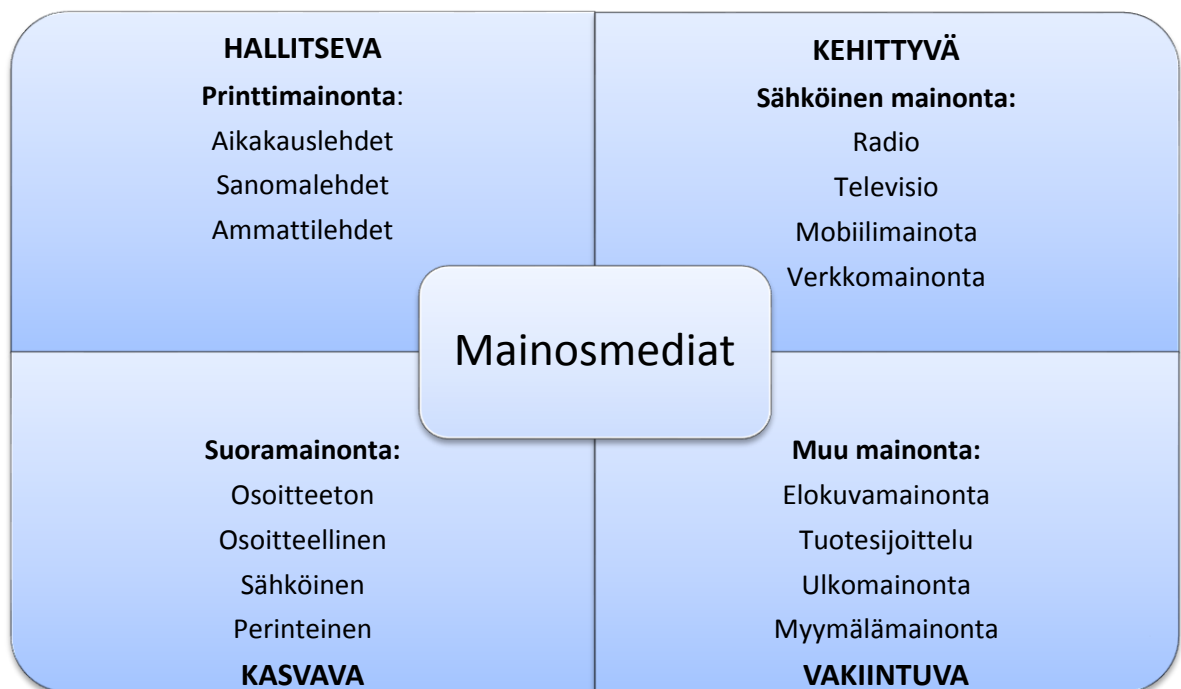 HALLITSEVA
Printtimainonta:
Aikakauslehdet
Sanomalehdet
Ammattilehdet
KEHITTYVÄ
Sähköinen mainonta:
Radio
Televisio
Mobiilimainota
Verkkomainonta
Mainosmediat
Suoramainonta:
Osoitteeton
Osoitteellinen
Sähköinen
Perinteinen
KASVAVA
Muu mainonta:
Elokuvamainonta
Tuotesijoittelu
Ulkomainonta
Myymälämainonta
VAKIINTUVA